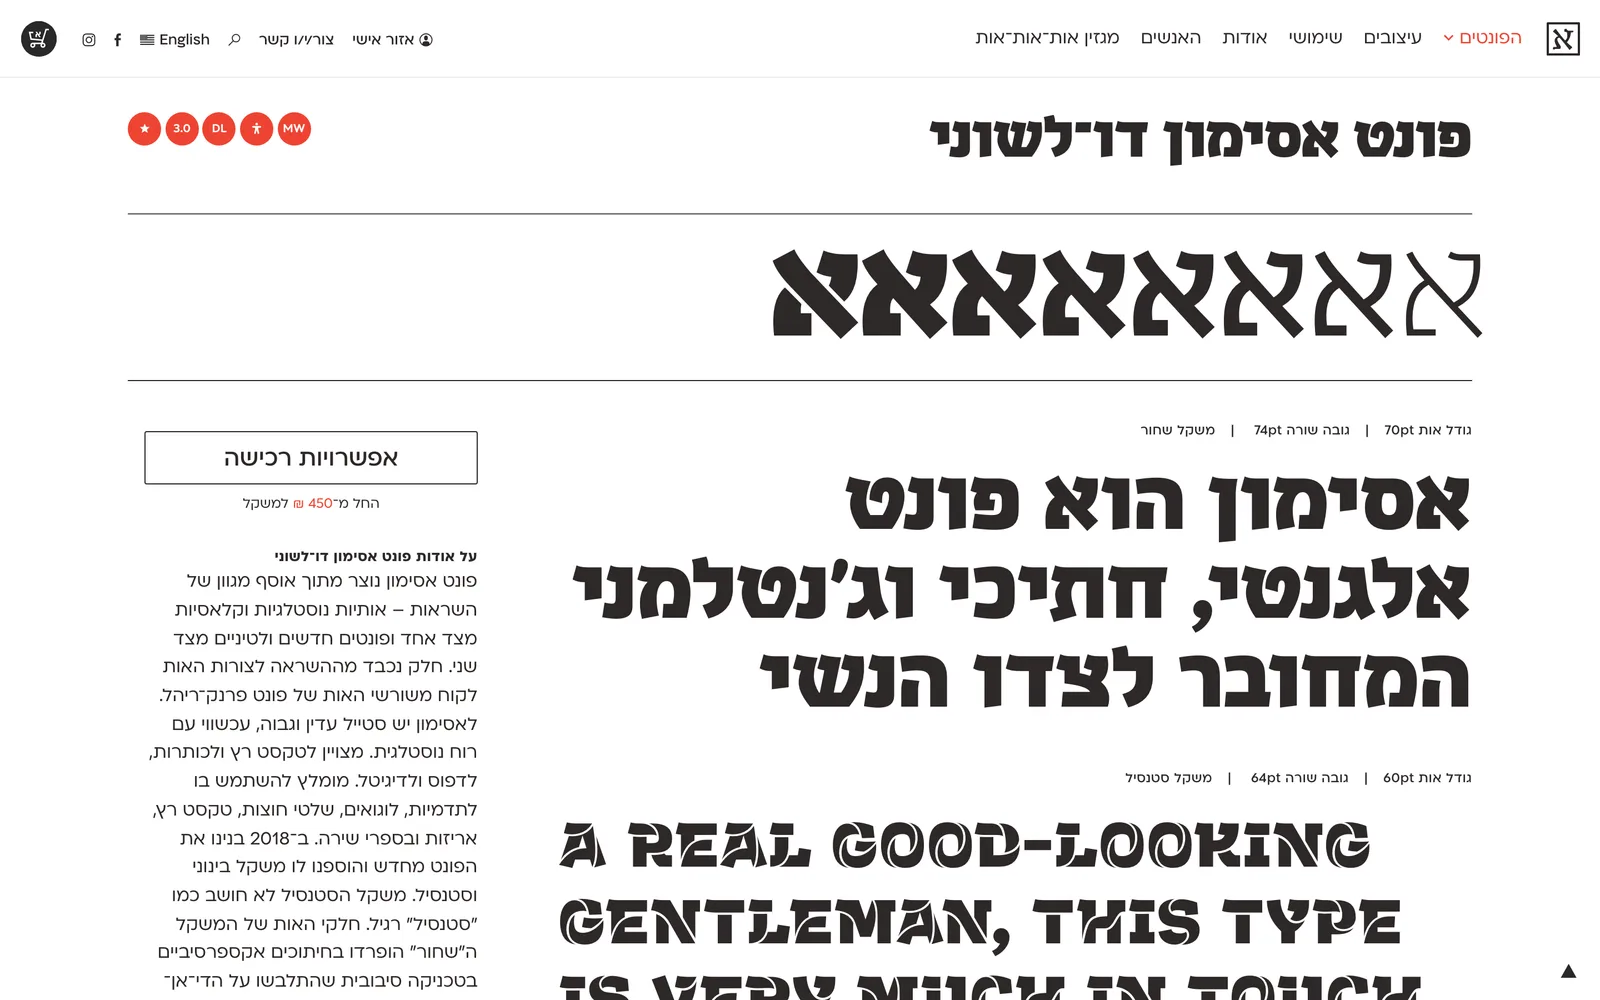 א
הפונטים
עיצובים
שימושי
אודות
האנשים
מגזין אות־אות־אות
אזור אישי
צור/י/ו קשר
English
פונט אסימון דו־לשוני
MW
DL
3.0
אאאאאאאא
גודל אות 70pt | גובה שורה 74pt | משקל שחור
אסימון הוא פונט
אלגנטי, חתיכי וג'נטלמני
המחובר לצדו הנשי
גודל אות 60pt | גובה שורה 64pt | משקל סטנסיל
A REAL GOOD-LOOKING
GENTLEMAN, THIS TYPE
IS VERY MUCH IN TOUCH
אפשרויות רכישה
החל מ־450 ₪ למשקל
על אודות פונט אסימון דו־לשוני
פונט אסימון נוצר מתוך אוסף מגוון של
השראות – אותיות נוסטלגיות וקלאסיות
מצד אחד ופונטים חדשים ולטיניים מצד
שני. חלק נכבד מההשראה לצורות האות
לקוח משורשי האות של פונט פרנק־ריהל.
לאסימון יש סטייל עדין וגבוה, עכשווי עם
רוח נוסטלגית. מצויין לטקסט רץ ולכותרות,
לדפוס ולדיגיטל. מומלץ להשתמש בו
לתדמיות, לוגואים, שלטי חוצות, טקסט רץ,
אריזות ובספרי שירה. ב־2018 בנינו את
הפונט מחדש והוספנו לו משקל בינוני
וסטנסיל. משקל הסטנסיל לא חושב כמו
"סטנסיל" רגיל. חלקי האות של המשקל
ה"שחור" הופרדו בחיתוכים אקספרסיביים
בטכניקה סיבובית שהתלבשו על הדי־אן־